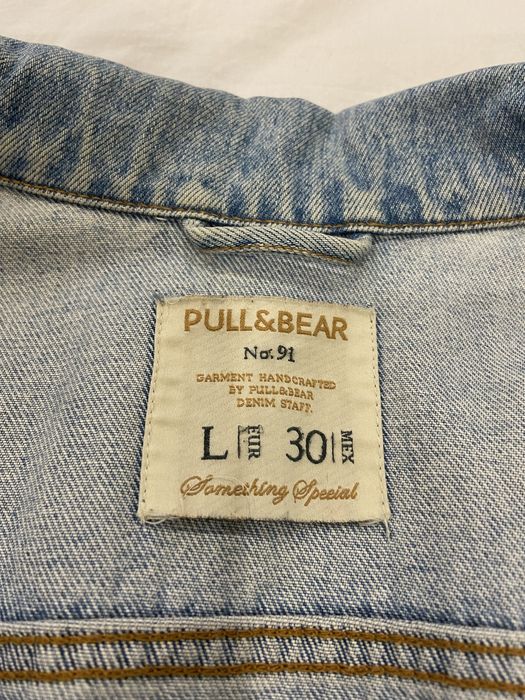 PULL&BEAR
No.91
GARMENT HANDCRAFTED
BY PULL&BEAR
DENIM STAFF.
L EUR 30 MEX
Something Special